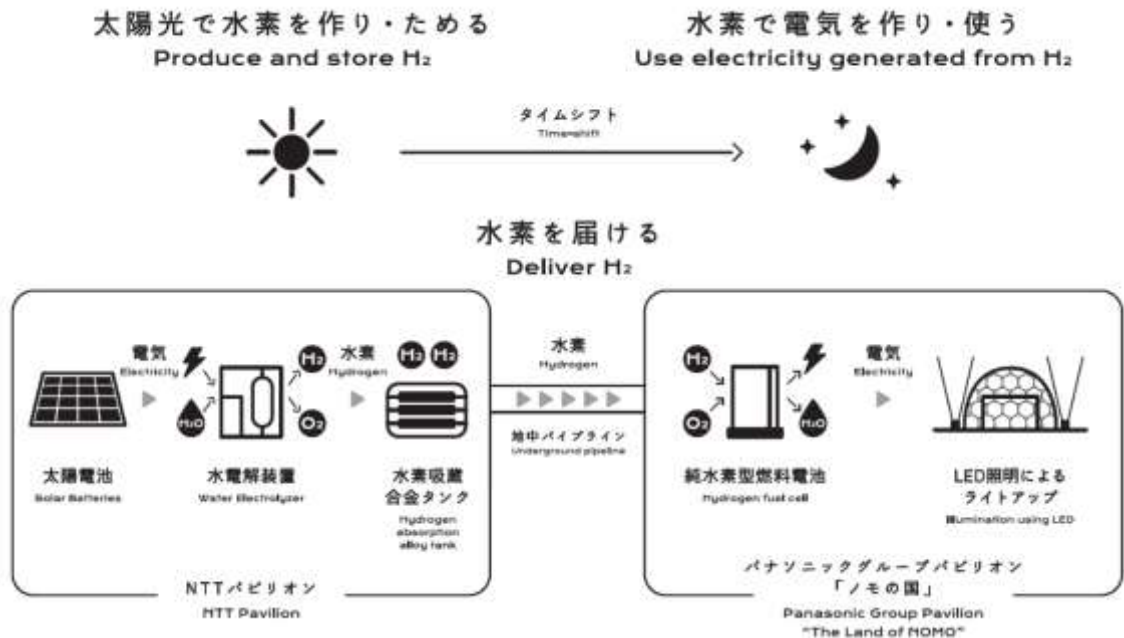 太陽光で水素を作り・ためる
Produce and store H₂
水素で電気を作り・使う
Use electricity generated from H₂
タイムシフト
Timeshift
水素を届ける
Deliver H₂
電気
Electricity
H₂O
H₂
O₂
水素
Hydrogen
H₂ H₂
太陽電池
Solar Batteries
水電解装置
Water Electrolyzer
水素吸蔵
合金タンク
Hydrogen
absorption
alloy tank
NTTパビリオン
NTT Pavilion
水素
Hydrogen
地中パイプライン
Underground pipeline
H₂
O₂
H₂O
電気
Electricity
純水素型燃料電池
Hydrogen fuel cell
LED照明による
ライトアップ
Illumination using LED
パナソニックグループパビリオン
「ノモの国」
Panasonic Group Pavilion
"The Land of NOMO"